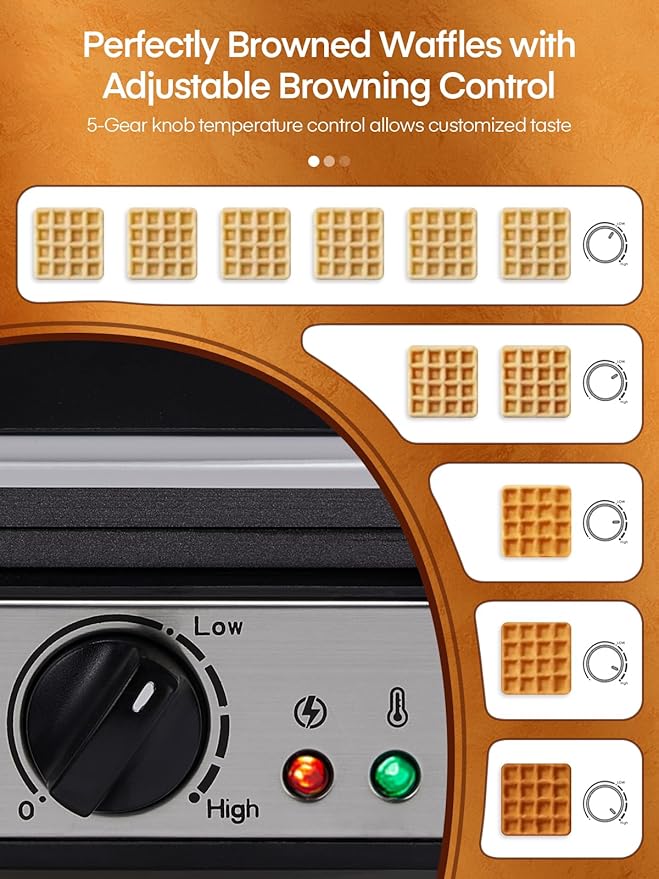 Perfectly Browned Waffles with
Adjustable Browning Control
5-Gear knob temperature control allows customized taste
LOW
High
LOW
High
LOW
High
LOW
High
LOW
High
Low
0
High